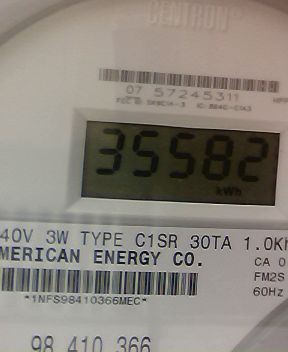 CENTRON®
07 57245311
35582
kWh
40V 3W TYPE C1SR 30TA 1.0Kh
MERICAN ENERGY CO.
CA 0
FM2S
60Hz
*1NFS98410366MEC*
98 410 366